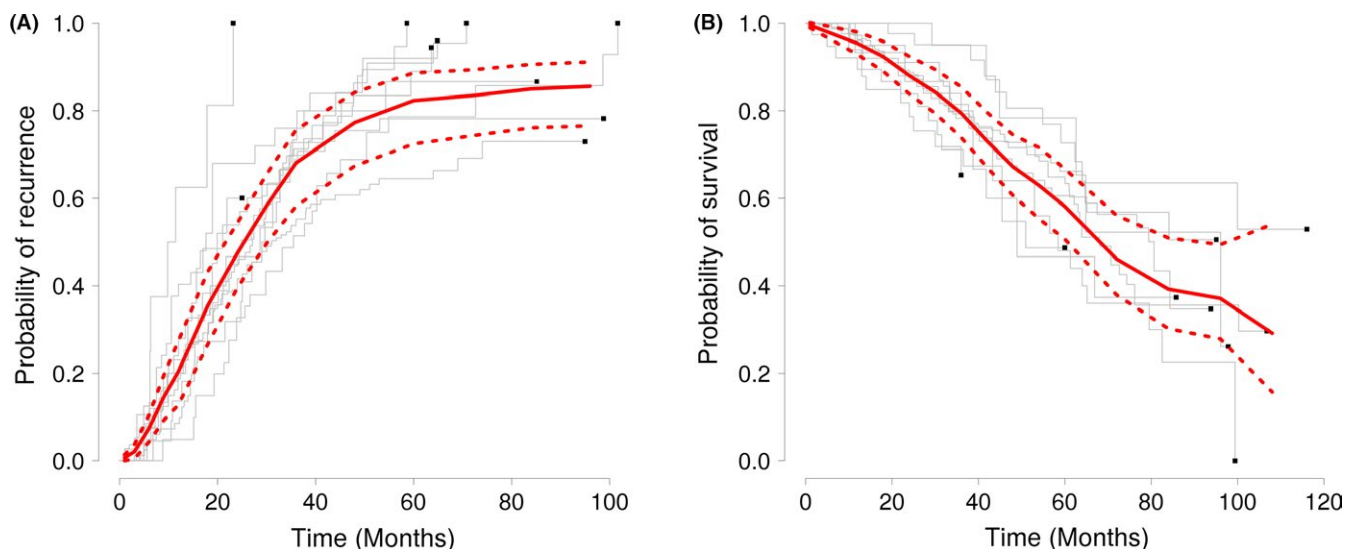 (A)
Probability of recurrence
1.0
0.8
0.6
0.4
0.2
0.0
0 20 40 60 80 100
Time (Months)
(B)
Probability of survival
1.0
0.8
0.6
0.4
0.2
0.0
0 20 40 60 80 100 120
Time (Months)